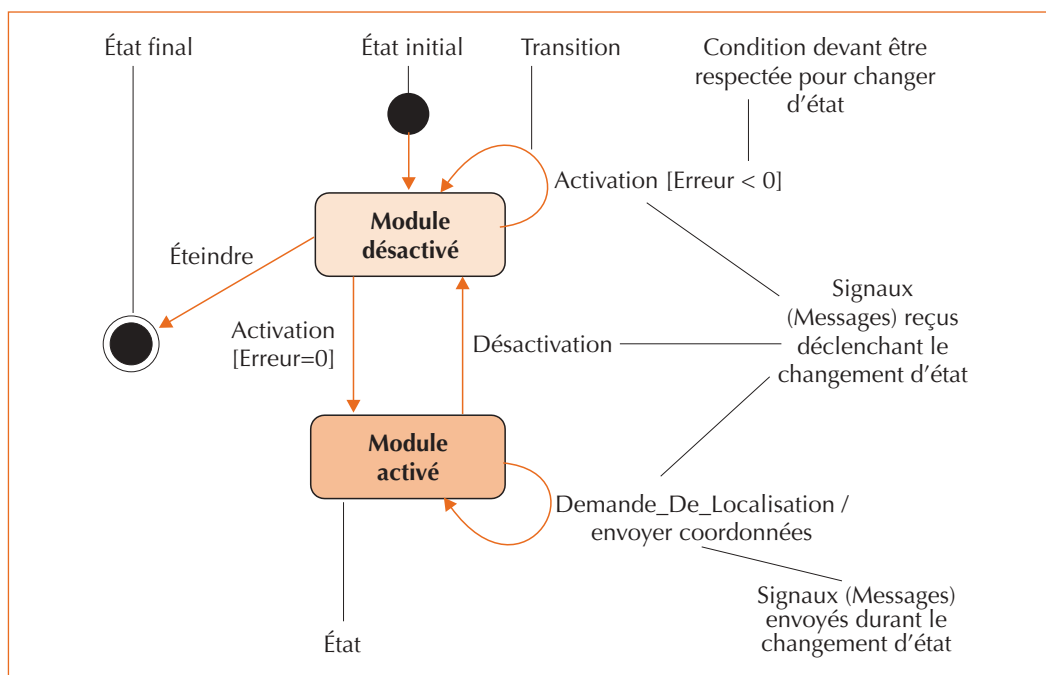 État final
État initial
Transition
Condition devant être
respectée pour changer
d'état
Activation [Erreur < 0]
Module
désactivé
Éteindre
Activation
[Erreur=0]
Désactivation
Signaux
(Messages) reçus
déclenchant le
changement d'état
Module
activé
Demande_De_Localisation /
envoyer coordonnées
Signaux (Messages)
envoyés durant le
changement d'état
État